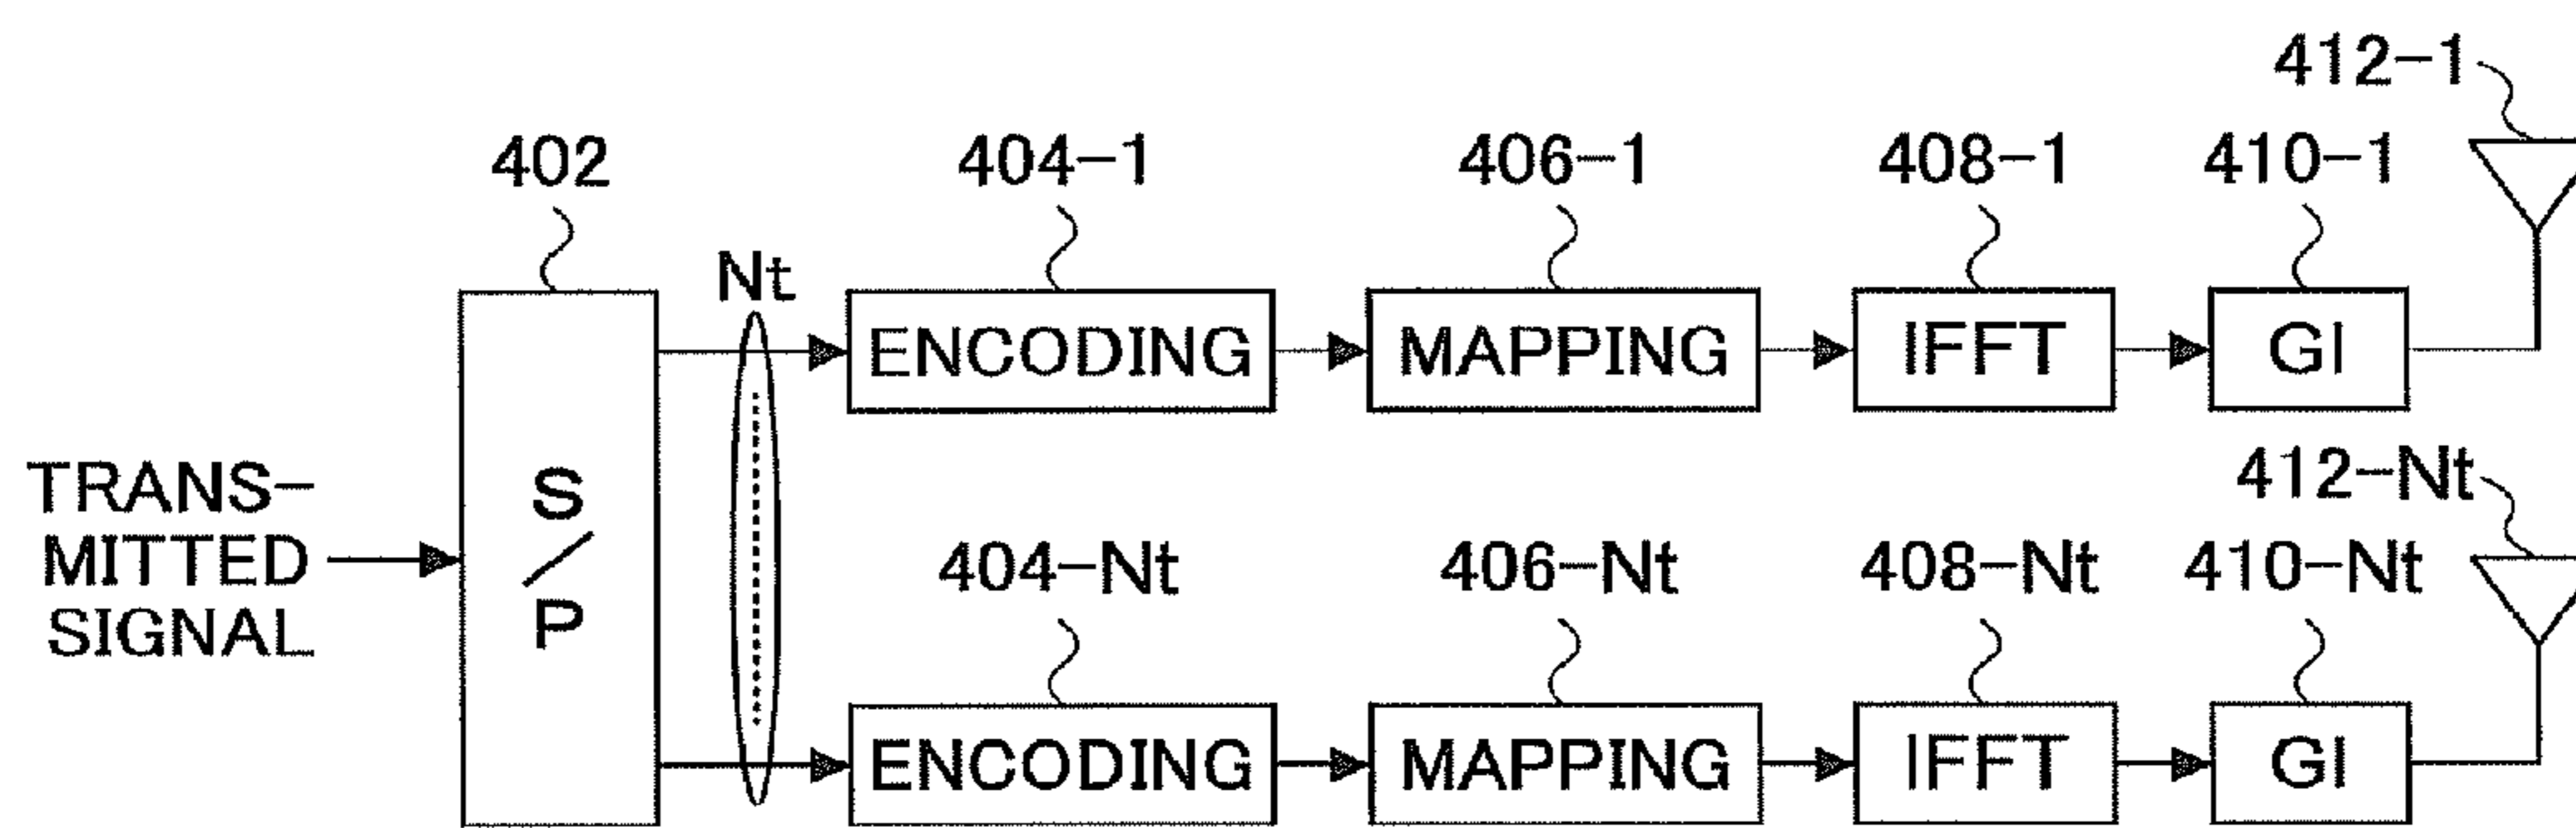 412-1
402
404-1
406-1
408-1
410-1
Nt
ENCODING
MAPPING
IFFT
GI
TRANS-
MITTED
SIGNAL
S
/
P
412-Nt
404-Nt
406-Nt
408-Nt
410-Nt
ENCODING
MAPPING
IFFT
GI